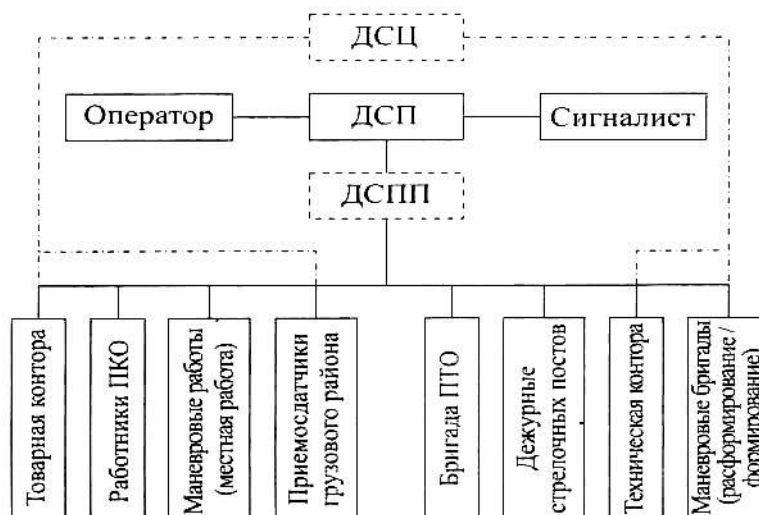 ДСЦ
Оператор
ДСП
Сигналист
ДСПП
Товарная контора
Работники ПКО
Маневровые работы
(местная работа)
Приемосдатчики
грузового района
Бригада ПТО
Дежурные
стрелочных постов
Техническая контора
Маневровые бригады
(расформирование /
формирование)